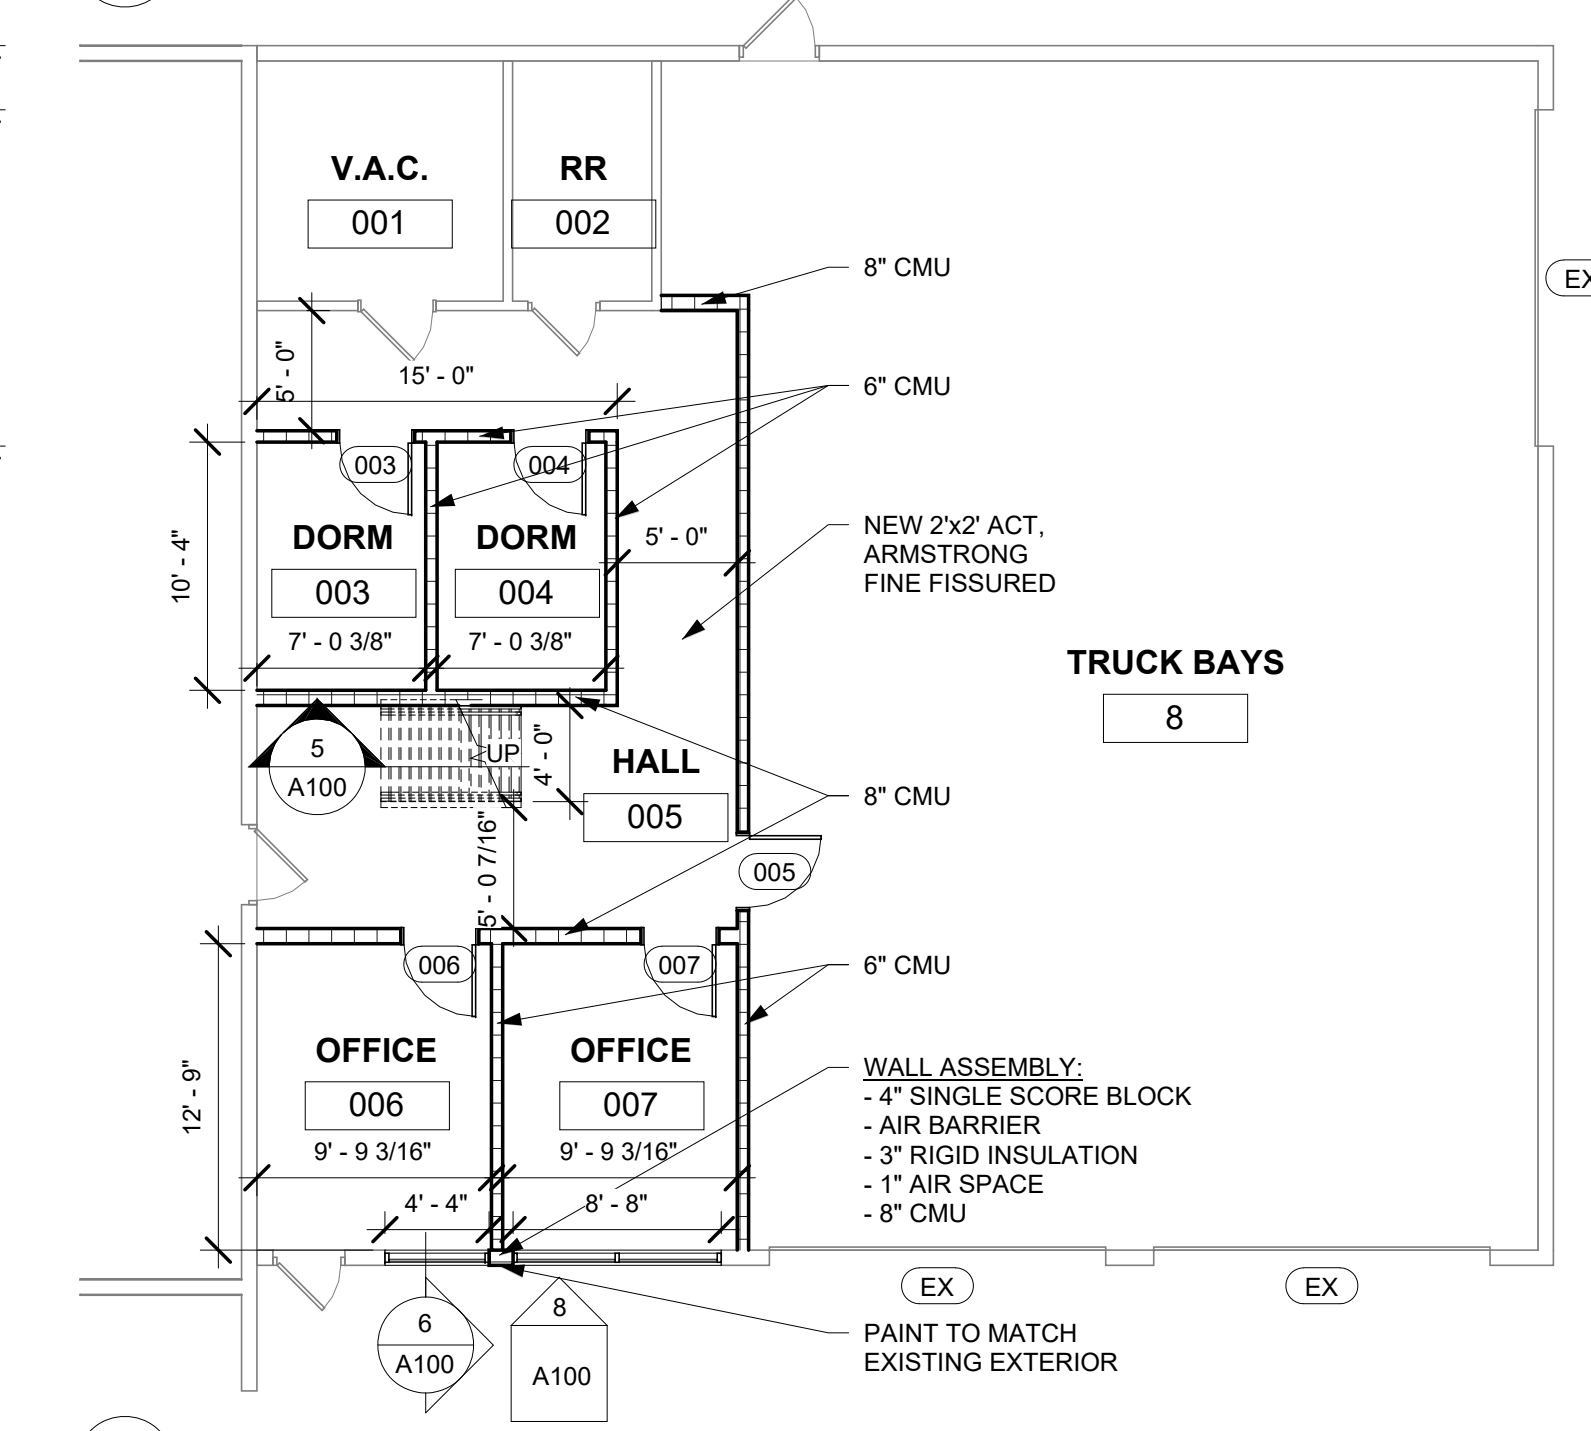 V.A.C.
001
RR
002
8" CMU
EX
5' - 0"
15' - 0"
6" CMU
003
004
DORM
003
DORM
004
5' - 0"
NEW 2'x2' ACT,
ARMSTRONG
FINE FISSURED
10' - 4"
7' - 0 3/8"
7' - 0 3/8"
TRUCK BAYS
8
5
A100
UP
4' - 0"
HALL
005
8" CMU
5' - 0 7/16"
005
006
007
6" CMU
OFFICE
006
OFFICE
007
12' - 9"
9' - 9 3/16"
9' - 9 3/16"
4' - 4"
8' - 8"
WALL ASSEMBLY:
- 4" SINGLE SCORE BLOCK
- AIR BARRIER
- 3" RIGID INSULATION
- 1" AIR SPACE
- 8" CMU
EX
EX
6
A100
8
A100
PAINT TO MATCH
EXISTING EXTERIOR